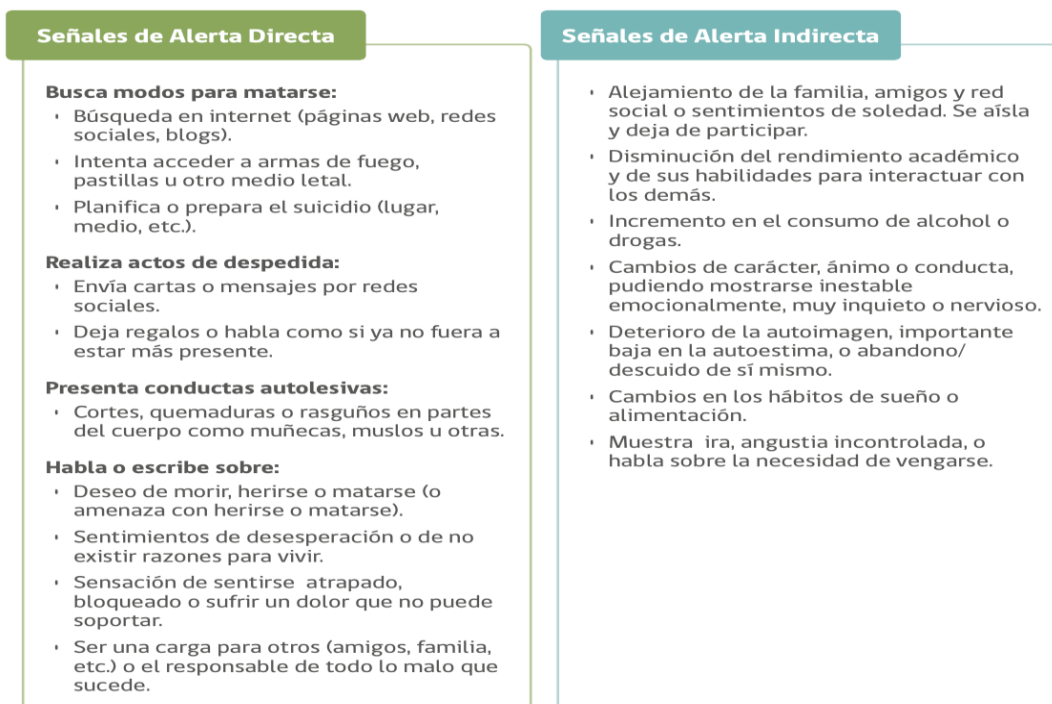 Señales de Alerta Directa
Busca modos para matarse:
· Búsqueda en internet (páginas web, redes
sociales, blogs).
· Intenta acceder a armas de fuego,
pastillas u otro medio letal.
· Planifica o prepara el suicidio (lugar,
medio, etc.).
Realiza actos de despedida:
· Envía cartas o mensajes por redes
sociales.
· Deja regalos o habla como si ya no fuera a
estar más presente.
Presenta conductas autolesivas:
· Cortes, quemaduras o rasguños en partes
del cuerpo como muñecas, muslos u otras.
Habla o escribe sobre:
· Deseo de morir, herirse o matarse (o
amenaza con herirse o matarse).
· Sentimientos de desesperación o de no
existir razones para vivir.
· Sensación de sentirse atrapado,
bloqueado o sufrir un dolor que no puede
soportar.
· Ser una carga para otros (amigos, familia,
etc.) o el responsable de todo lo malo que
sucede.
Señales de Alerta Indirecta
· Alejamiento de la familia, amigos y red
social o sentimientos de soledad. Se aísla
y deja de participar.
· Disminución del rendimiento académico
y de sus habilidades para interactuar con
los demás.
· Incremento en el consumo de alcohol o
drogas.
· Cambios de carácter, ánimo o conducta,
pudiendo mostrarse inestable
emocionalmente, muy inquieto o nervioso.
· Deterioro de la autoimagen, importante
baja en la autoestima, o abandono/
descuido de sí mismo.
· Cambios en los hábitos de sueño o
alimentación.
· Muestra ira, angustia incontrolada, o
habla sobre la necesidad de vengarse.